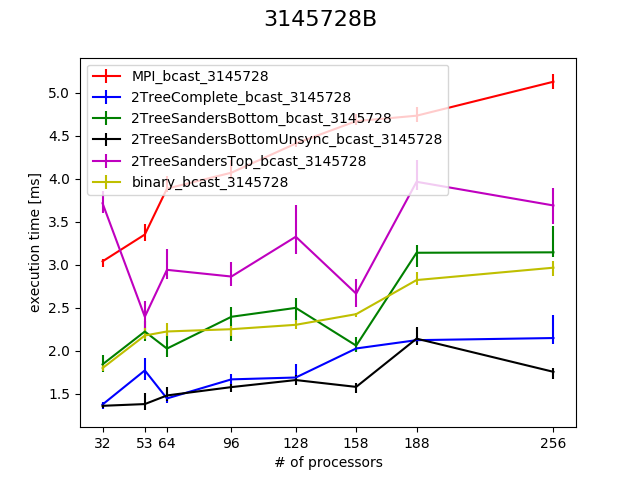 3145728B
execution time [ms]
5.0
4.5
4.0
3.5
3.0
2.5
2.0
1.5
MPI_bcast_3145728
2TreeComplete_bcast_3145728
2TreeSandersBottom_bcast_3145728
2TreeSandersBottomUnsync_bcast_3145728
2TreeSandersTop_bcast_3145728
binary_bcast_3145728
32 53 64 96 128 158 188 256
# of processors